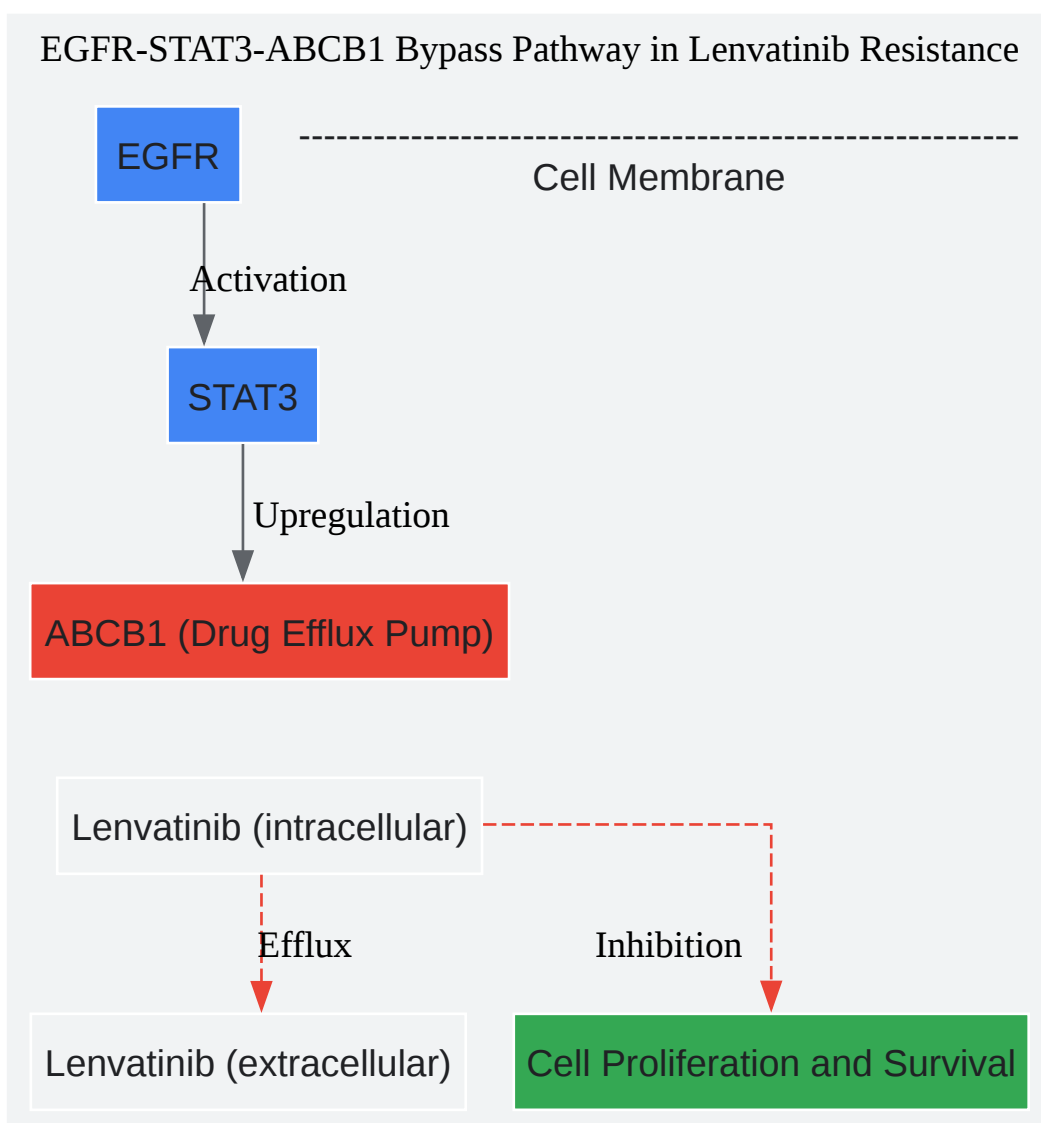 EGFR-STAT3-ABCB1 Bypass Pathway in Lenvatinib Resistance
EGFR
Cell Membrane
Activation
STAT3
Upregulation
ABCB1 (Drug Efflux Pump)
Lenvatinib (intracellular)
Efflux
Inhibition
Lenvatinib (extracellular)
Cell Proliferation and Survival